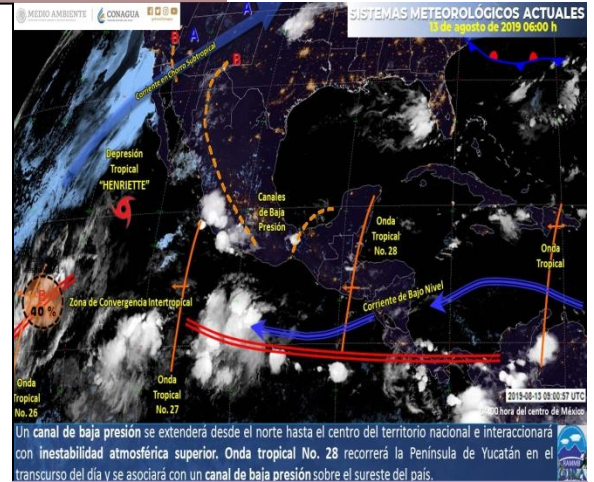 MEDIO AMBIENTE
CONAGUA
SISTEMAS METEOROLÓGICOS ACTUALES
13 de agosto de 2019 06:00 h
B
A
A
B
Corriente en Chorro Subtropical
Depresión
Tropical
"HENRIETTE"
Canales
de Baja
Presión
Onda
Tropical
No. 28
Onda
Tropical
B
40 %
Zona de Convergencia Intertropical
Corriente de Bajo Nivel
Onda
Tropical
No. 26
Onda
Tropical
No. 27
2019-08-13 09:00:57 UTC
hora del centro de México
Un canal de baja presión se extenderá desde el norte hasta el centro del territorio nacional e interaccionará
con inestabilidad atmosférica superior. Onda tropical No. 28 recorrerá la Península de Yucatán en el
transcurso del día y se asociará con un canal de baja presión sobre el sureste del país.
RAMMB